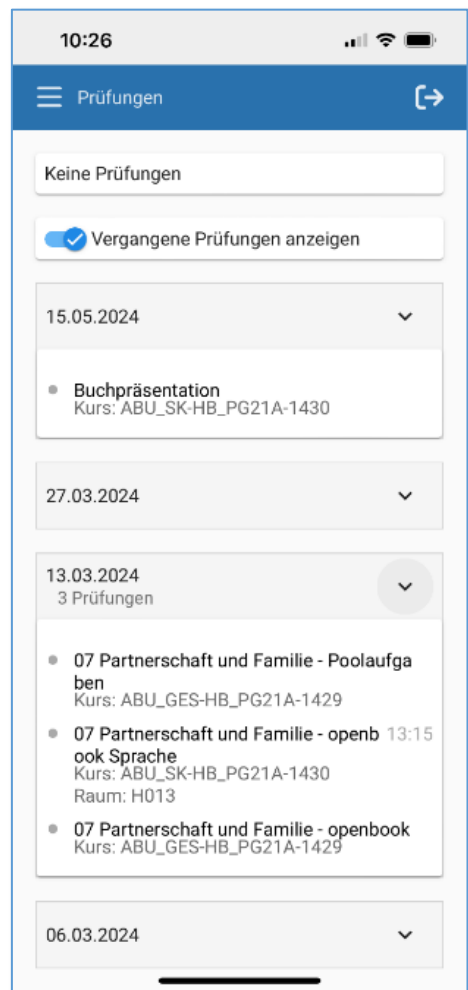 10:26
Prüfungen
Keine Prüfungen
Vergangene Prüfungen anzeigen
15.05.2024
Buchpräsentation
Kurs: ABU_SK-HB_PG21A-1430
27.03.2024
13.03.2024
3 Prüfungen
07 Partnerschaft und Familie - Poolaufga
ben
Kurs: ABU_GES-HB_PG21A-1429
07 Partnerschaft und Familie - openb 13:15
ook Sprache
Kurs: ABU_SK-HB_PG21A-1430
Raum: H013
07 Partnerschaft und Familie - openbook
Kurs: ABU_GES-HB_PG21A-1429
06.03.2024